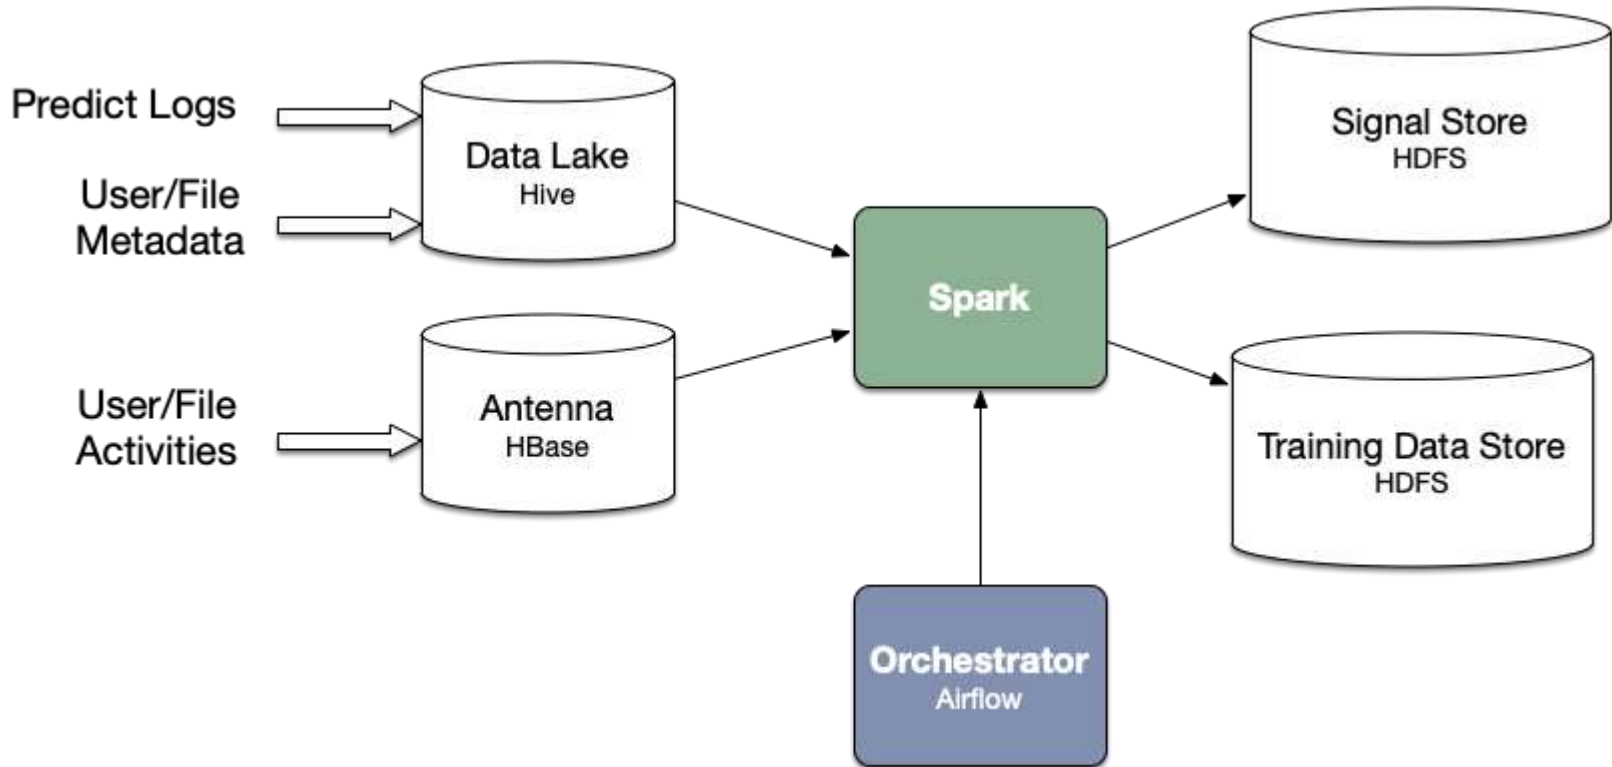 Predict Logs
User/File
Metadata
User/File
Activities
Data Lake
Hive
Antenna
HBase
Spark
Orchestrator
Airflow
Signal Store
HDFS
Training Data Store
HDFS